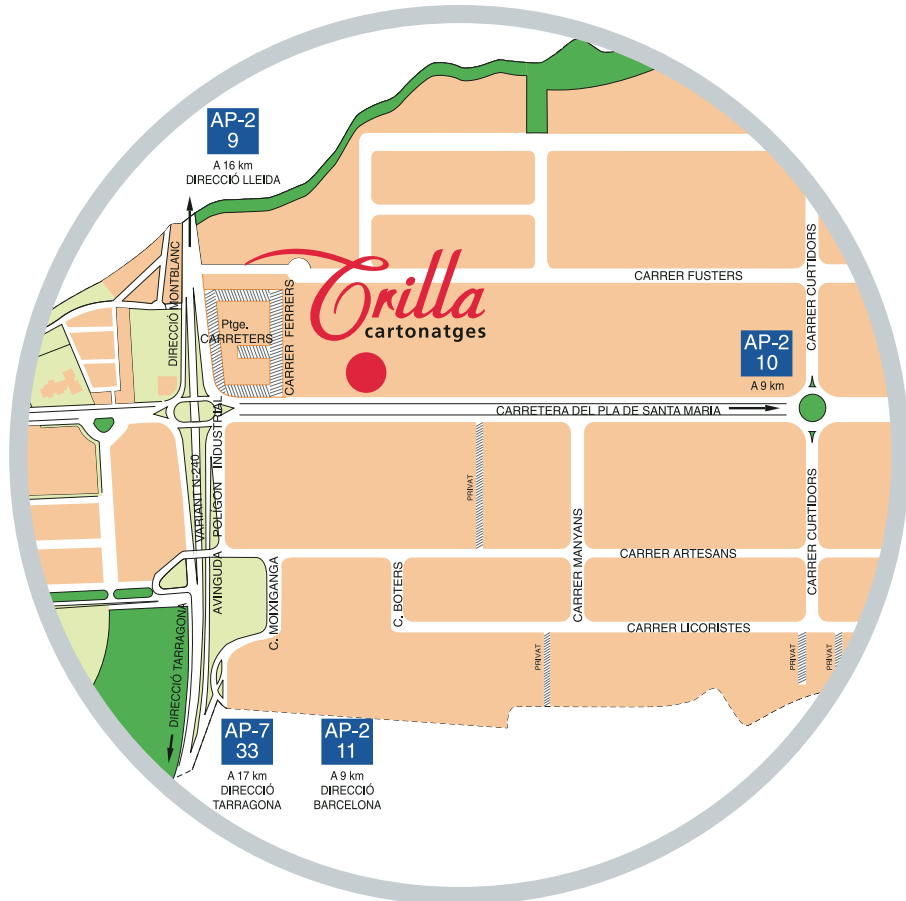 AP-2
9
A 16 km
DIRECCIÓ LLEIDA
DIRECCIÓ MONTBLANC
Ptge.
CARRETERS
CARRER FERRERS
Trilla
cartonatges
CARRER FUSTERS
CARRER CURTIDORS
AP-2
10
A 9 km
CARRETERA DEL PLA DE SANTA MARIA
VARIANT N-240
AVINGUDA POLÍGON INDUSTRIAL
PRIVAT
CARRER MANYANS
CARRER ARTESANS
CARRER CURTIDORS
C. MOIXIGANGA
C. BOTERS
CARRER LICORISTES
PRIVAT
PRIVAT
PRIVAT
DIRECCIÓ TARRAGONA
AP-7
33
A 17 km
DIRECCIÓ
TARRAGONA
AP-2
11
A 9 km
DIRECCIÓ
BARCELONA